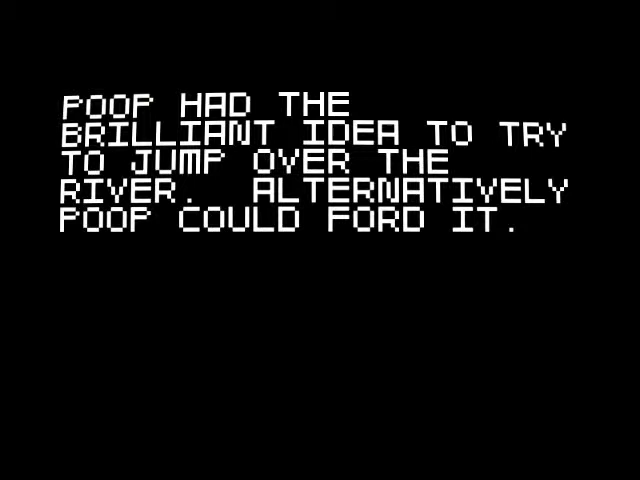 POOP HAD THE
BRILLIANT IDEA TO TRY
TO JUMP OVER THE
RIVER.  ALTERNATIVELY
POOP COULD FORD IT.